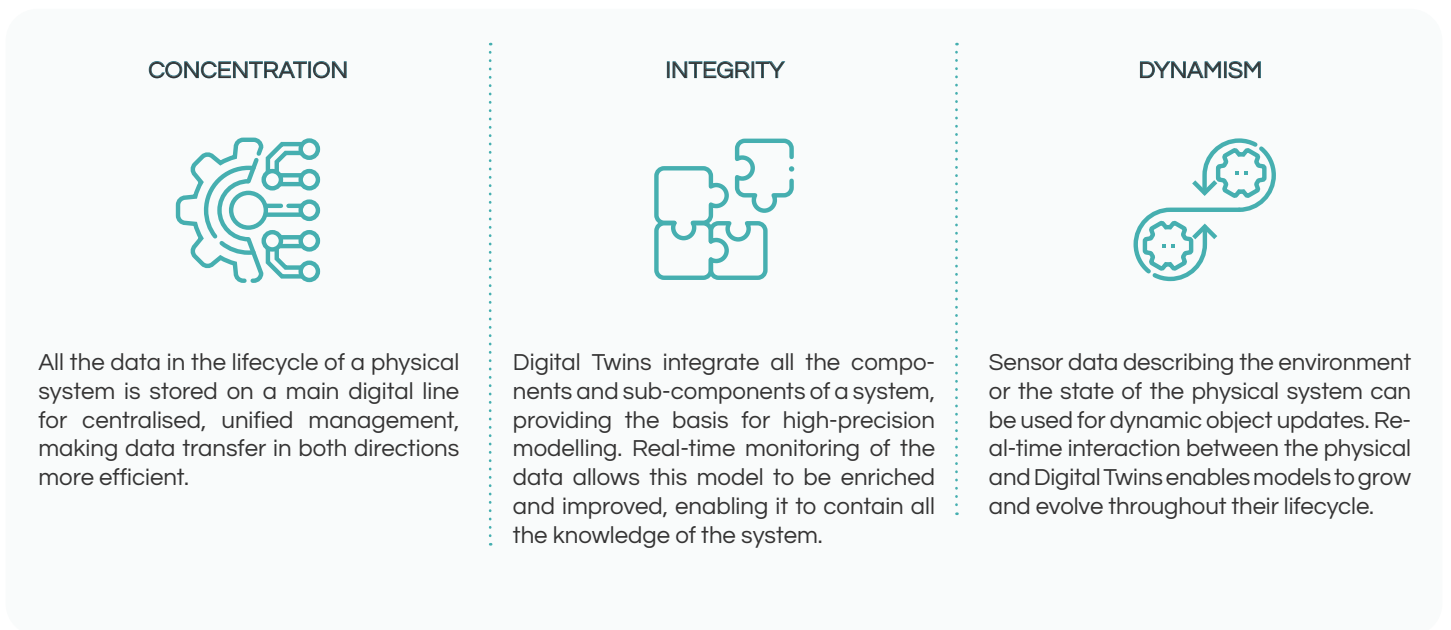 CONCENTRATION
All the data in the lifecycle of a physical
system is stored on a main digital line
for centralised, unified management,
making data transfer in both directions
more efficient.
INTEGRITY
Digital Twins integrate all the compo-
nents and sub-components of a system,
providing the basis for high-precision
modelling. Real-time monitoring of the
data allows this model to be enriched
and improved, enabling it to contain all
the knowledge of the system.
DYNAMISM
Sensor data describing the environment
or the state of the physical system can
be used for dynamic object updates. Re-
al-time interaction between the physical
and Digital Twins enables models to grow
and evolve throughout their lifecycle.